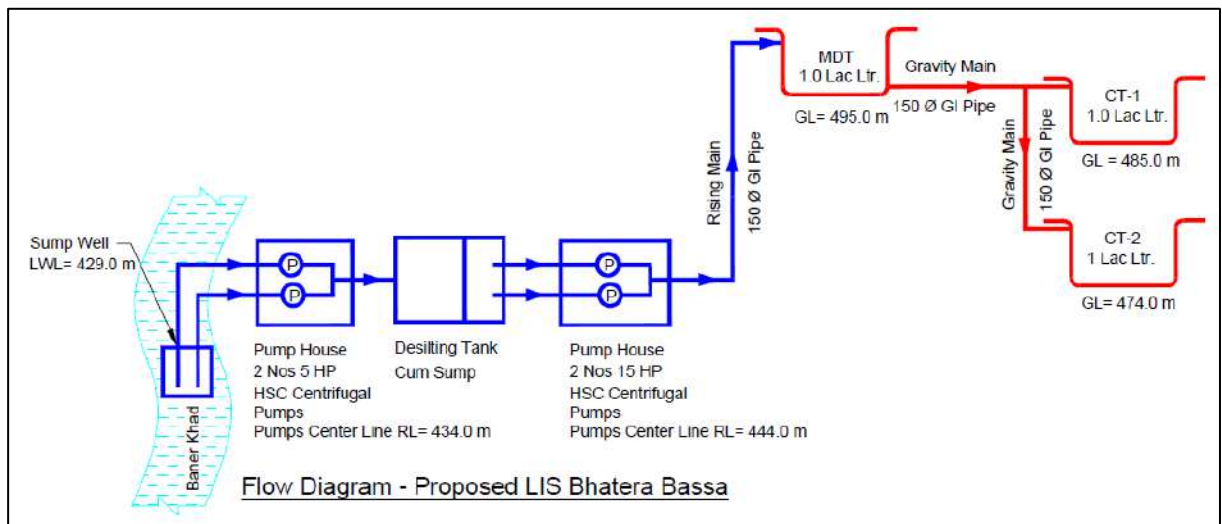 MDT
1.0 Lac Ltr.
GL= 495.0 m
Gravity Main
150 Ø GI Pipe
CT-1
1.0 Lac Ltr.
GL = 485.0 m
Gravity Main
150 Ø GI Pipe
CT-2
1 Lac Ltr.
GL= 474.0 m
Rising Main
150 Ø GI Pipe
Sump Well
LWL= 429.0 m
P
P
P
P
Baner Khad
Pump House
2 Nos 5 HP
HSC Centrifugal
Pumps
Pumps Center Line RL= 434.0 m
Desilting Tank
Cum Sump
Pump House
2 Nos 15 HP
HSC Centrifugal
Pumps
Pumps Center Line RL= 444.0 m
Flow Diagram - Proposed LIS Bhatera Bassa